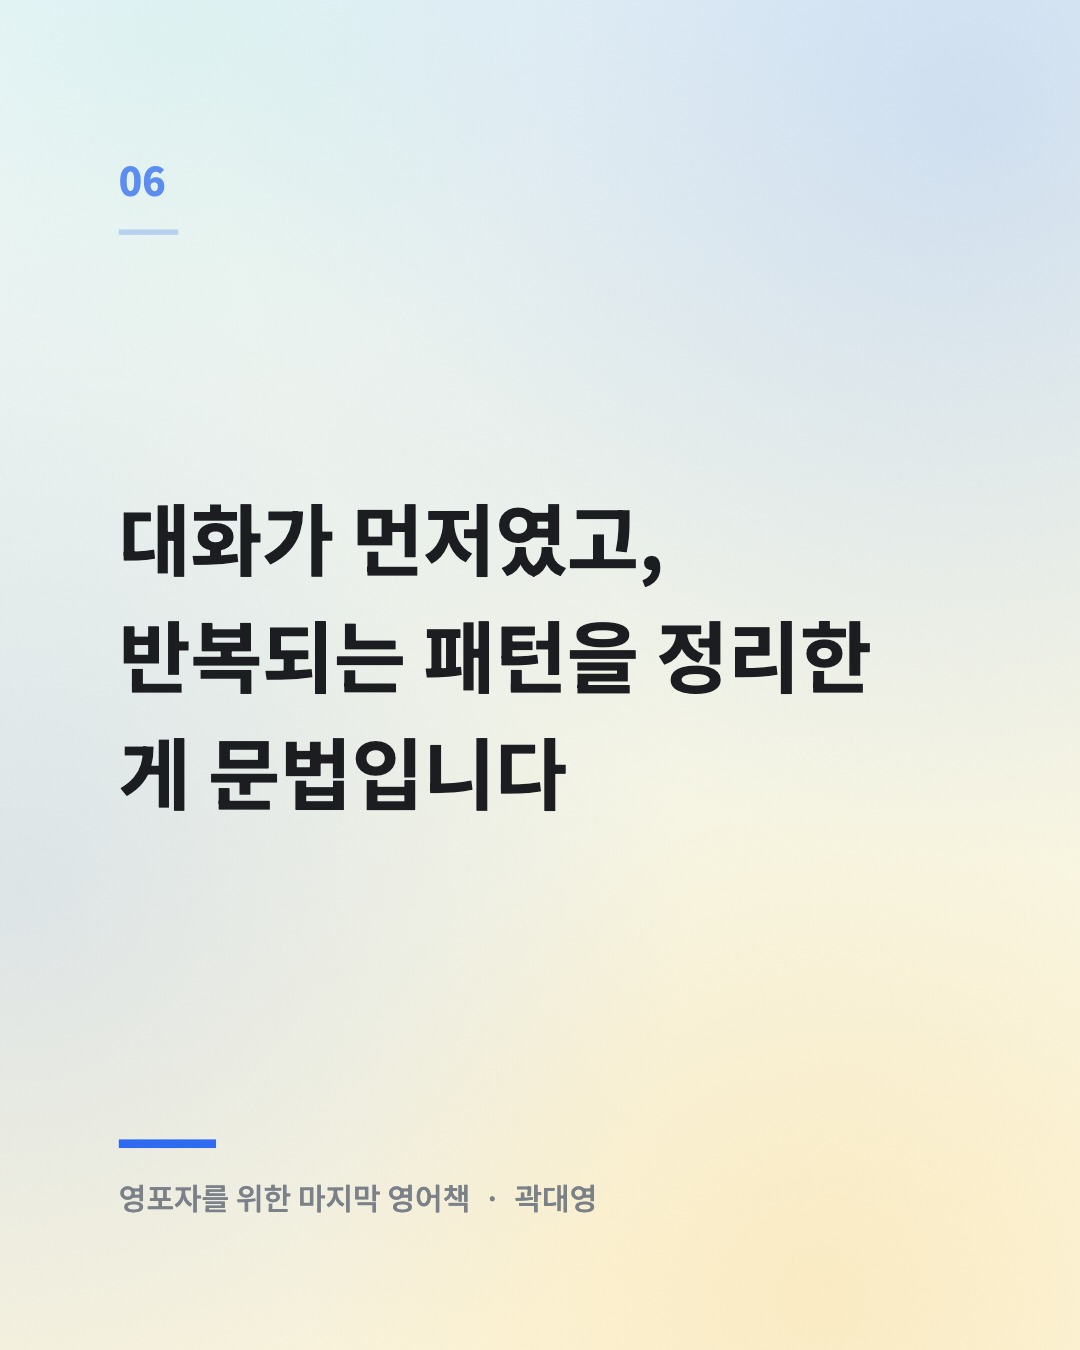 06
대화가 먼저였고,
반복되는 패턴을 정리한
게 문법입니다
영포자를 위한 마지막 영어책 · 곽대영